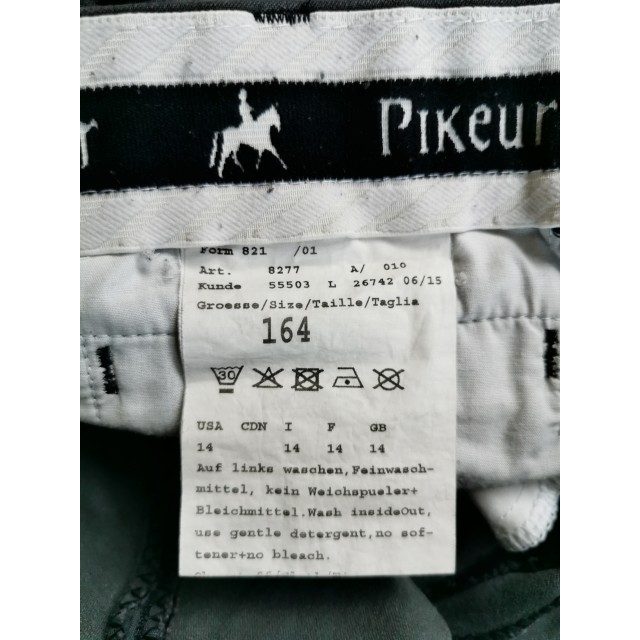 r PIKeur
Form 821 /01
Art. 8277 A/ 010
Kunde 55503 L 26742 06/15
Groesse/Size/Taille/Taglia
164
30
USA CDN I F GB
14 14 14 14
Auf links waschen,Feinwasch-
mittel, kein Weichspueler+
Bleichmittel.Wash insideOut,
use gentle detergent,no sof-
tener+no bleach.